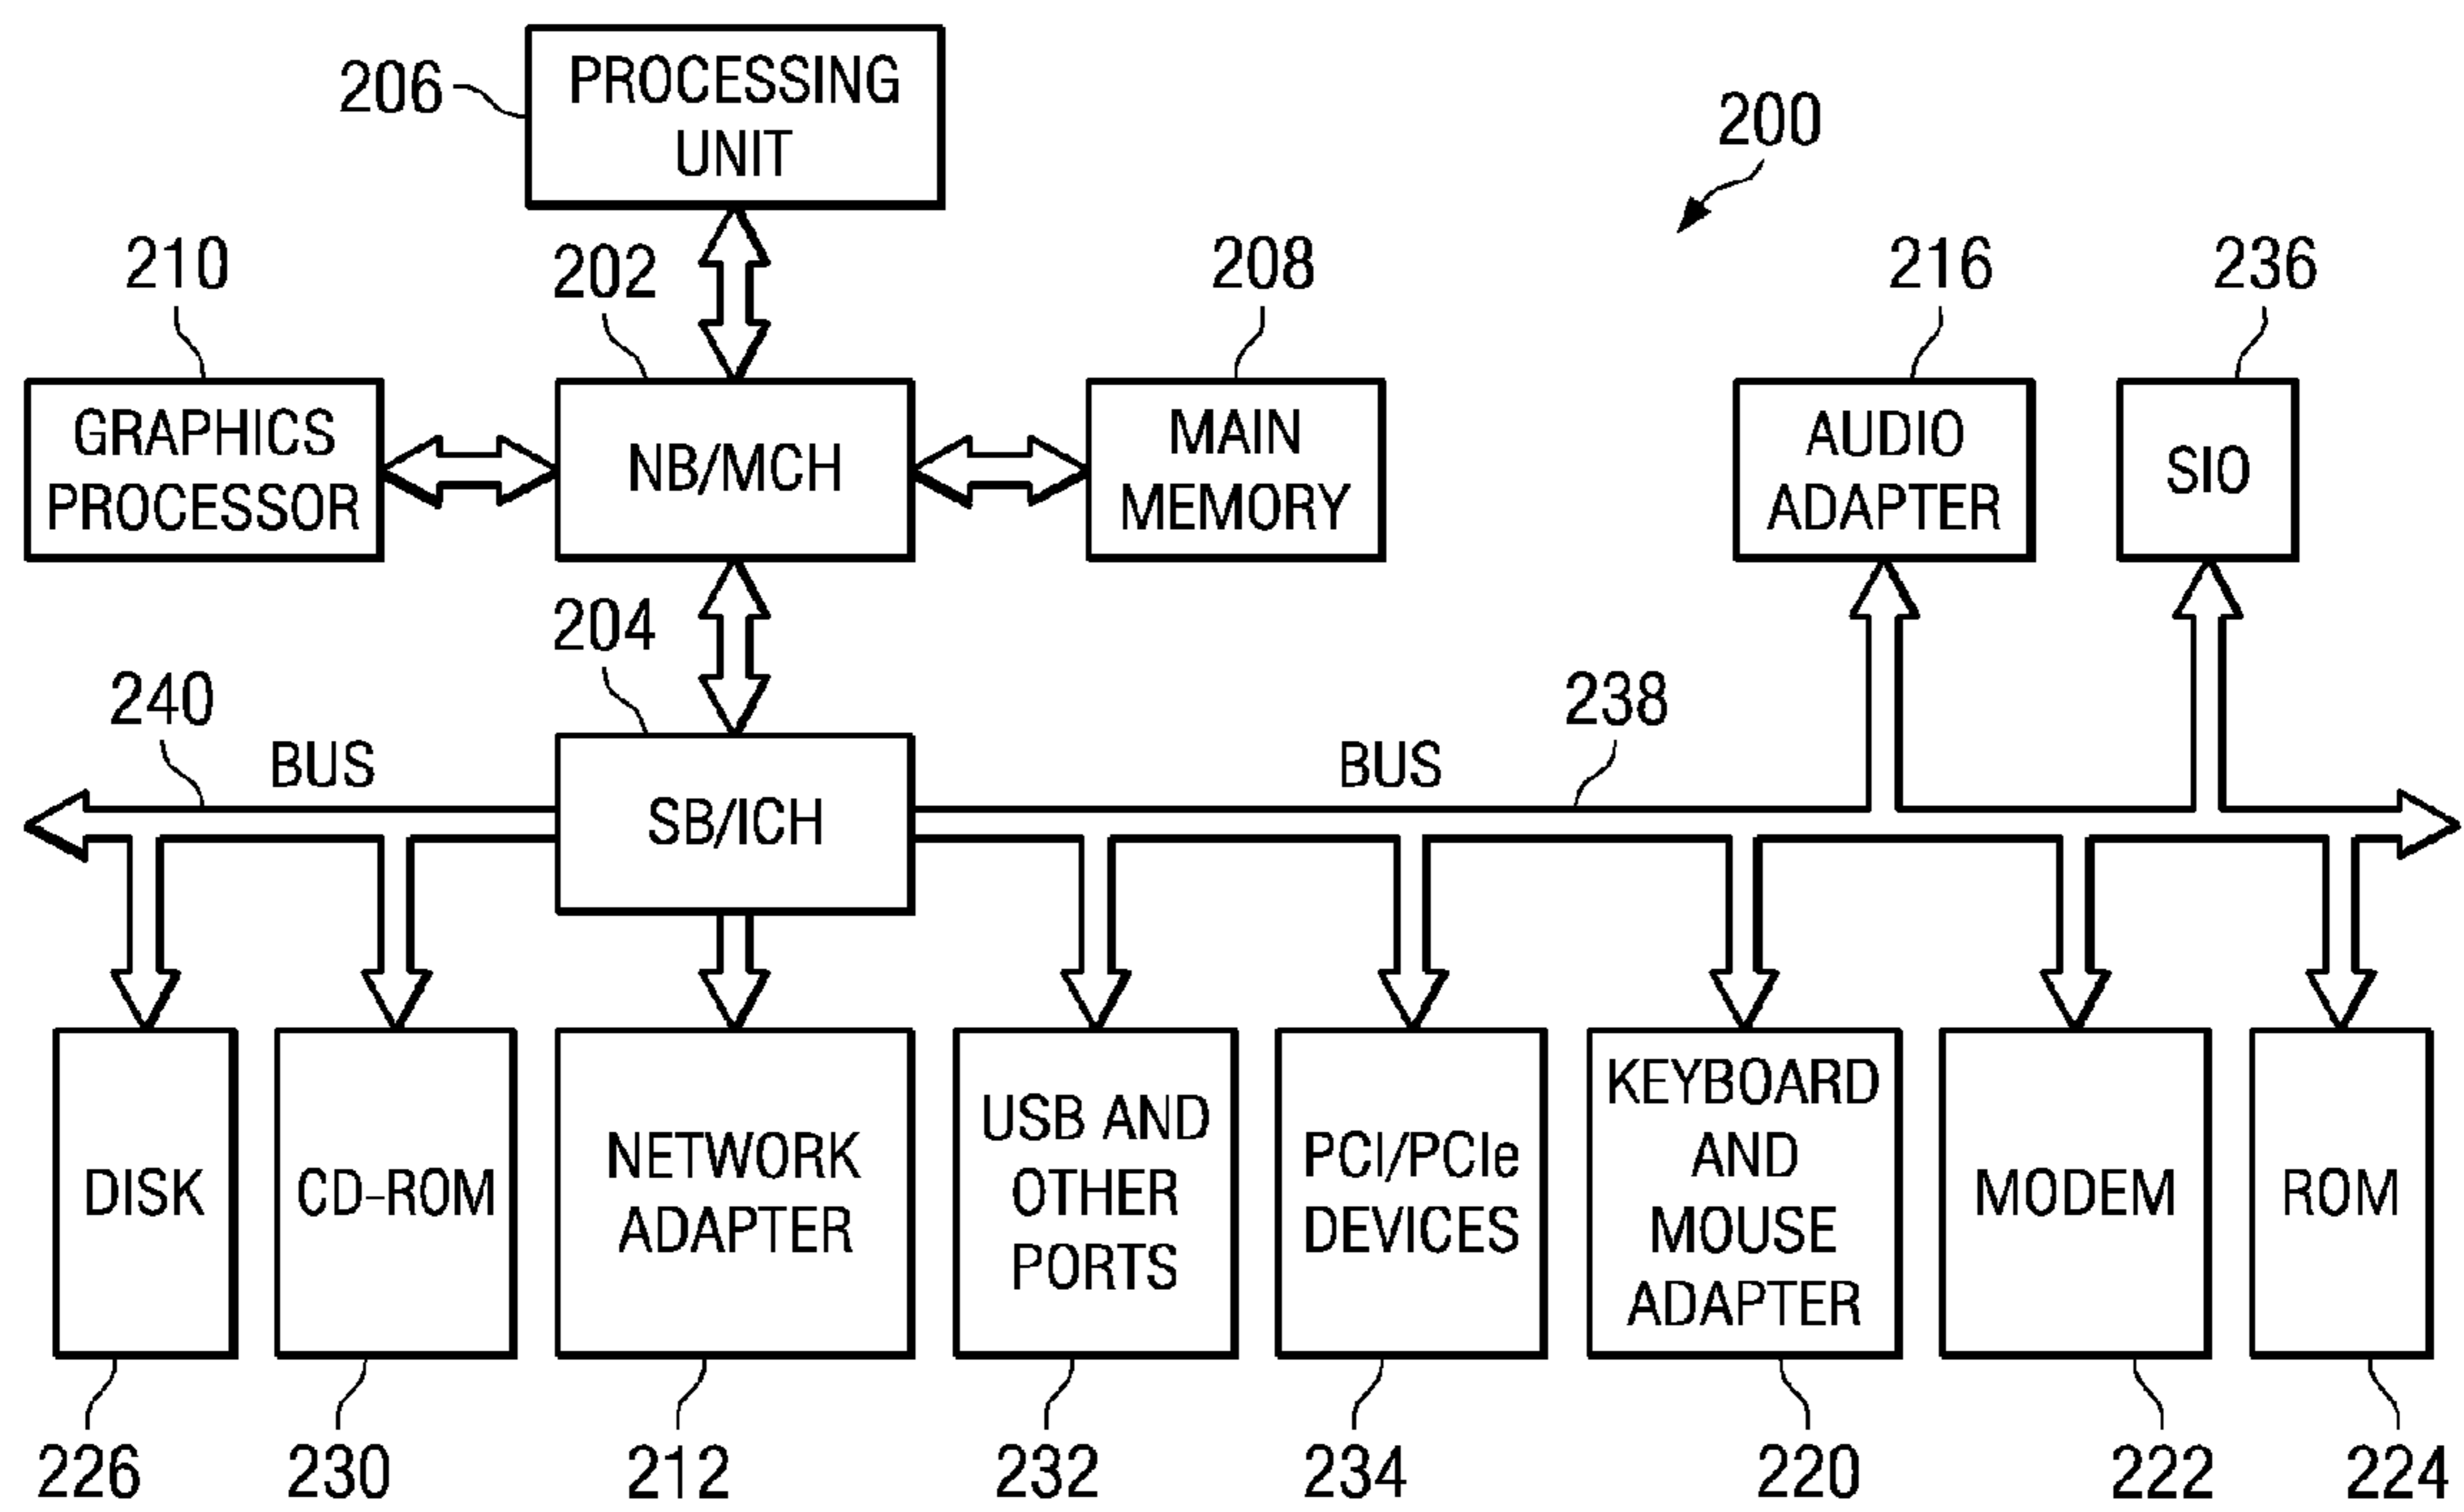 206
PROCESSING
UNIT
200
210
202
208
216
236
GRAPHICS
PROCESSOR
NB/MCH
MAIN
MEMORY
AUDIO
ADAPTER
SIO
204
240
BUS
SB/ICH
BUS
238
DISK
CD-ROM
NETWORK
ADAPTER
USB AND
OTHER
PORTS
PCI/PCIe
DEVICES
KEYBOARD
AND
MOUSE
ADAPTER
MODEM
ROM
226
230
212
232
234
220
222
224